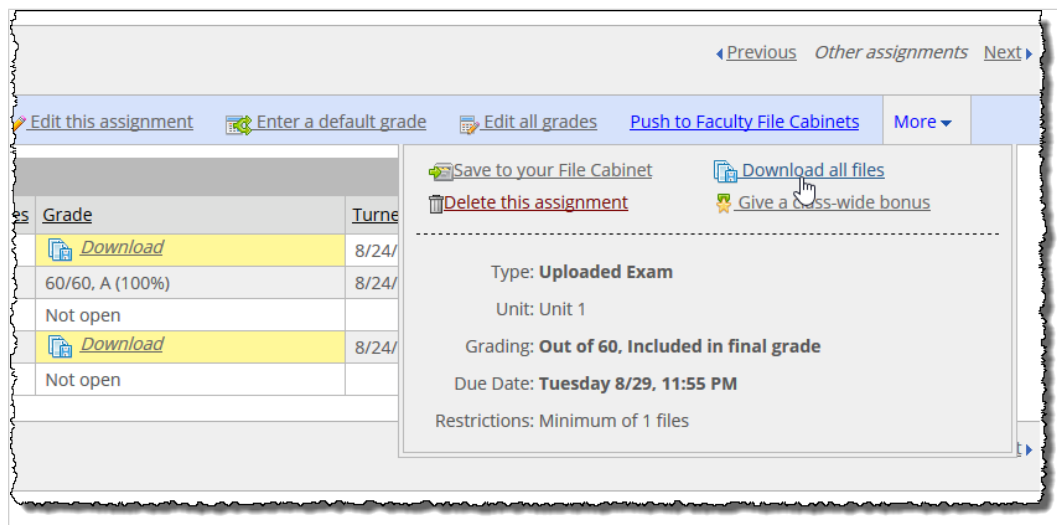 Previous Other assignments Next
Edit this assignment Enter a default grade Edit all grades Push to Faculty File Cabinets More
Save to your File Cabinet Download all files
Delete this assignment Give a class-wide bonus
es Grade Turne
Download 8/24/
60/60, A (100%) 8/24/
Not open
Download 8/24/
Not open
Type: Uploaded Exam
Unit: Unit 1
Grading: Out of 60, Included in final grade
Due Date: Tuesday 8/29, 11:55 PM
Restrictions: Minimum of 1 files
t